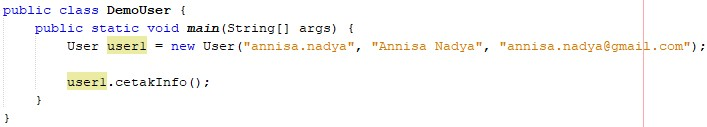 public class DemoUser {
    public static void main(String[] args) {
        User user1 = new User("annisa.nadya", "Annisa Nadya", "annisa.nadya@gmail.com");
        user1.cetakInfo();
    }
}